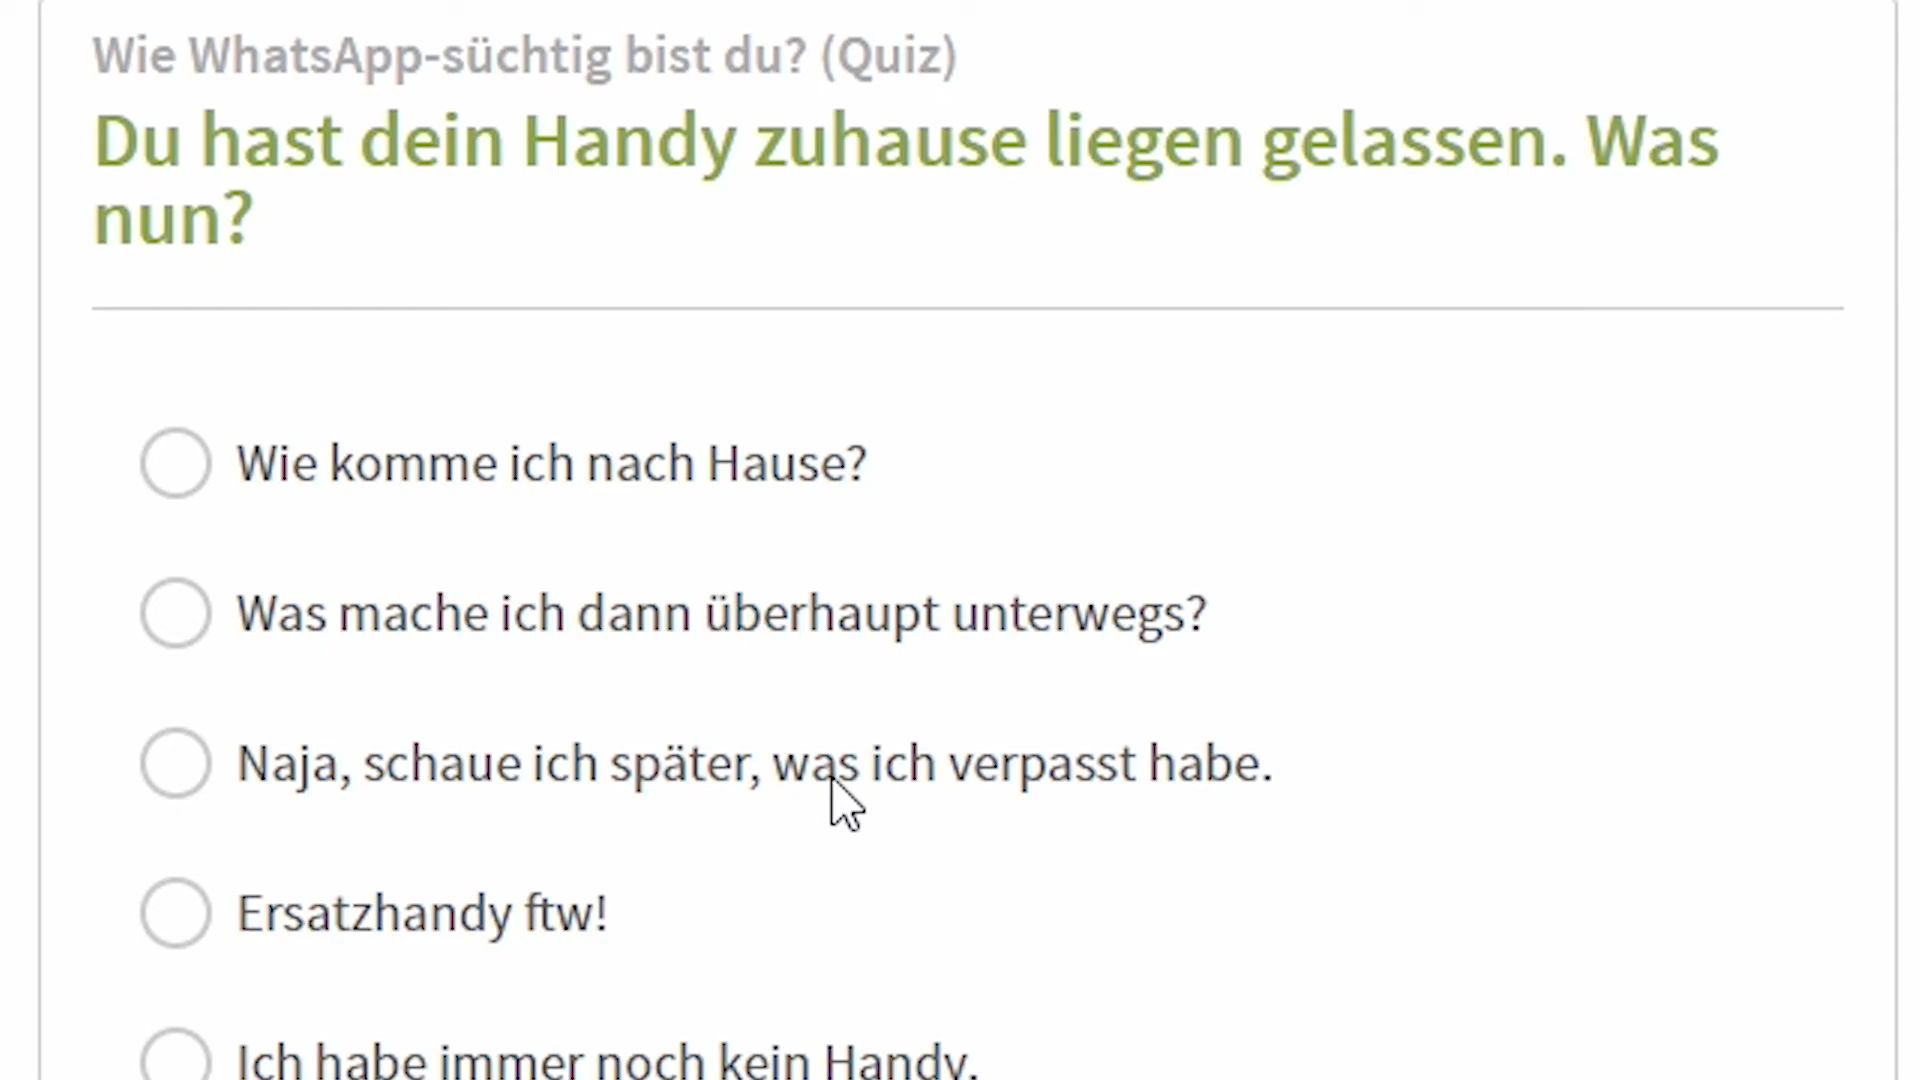 Wie WhatsApp-süchtig bist du? (Quiz)
Du hast dein Handy zuhause liegen gelassen. Was
nun?
Wie komme ich nach Hause?
Was mache ich dann überhaupt unterwegs?
Naja, schaue ich später, was ich verpasst habe.
Ersatzhandy ftw!
Ich habe immer noch kein Handy.